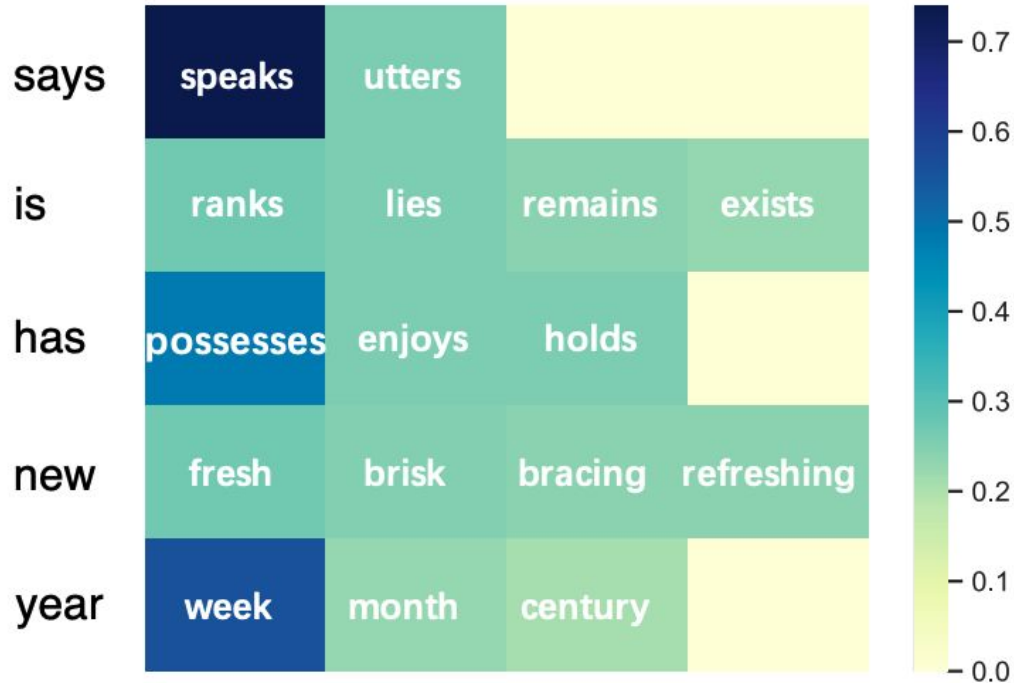 says speaks utters
is ranks lies remains exists
has possesses enjoys holds
new fresh brisk bracing refreshing
year week month century
0.7
0.6
0.5
0.4
0.3
0.2
0.1
0.0